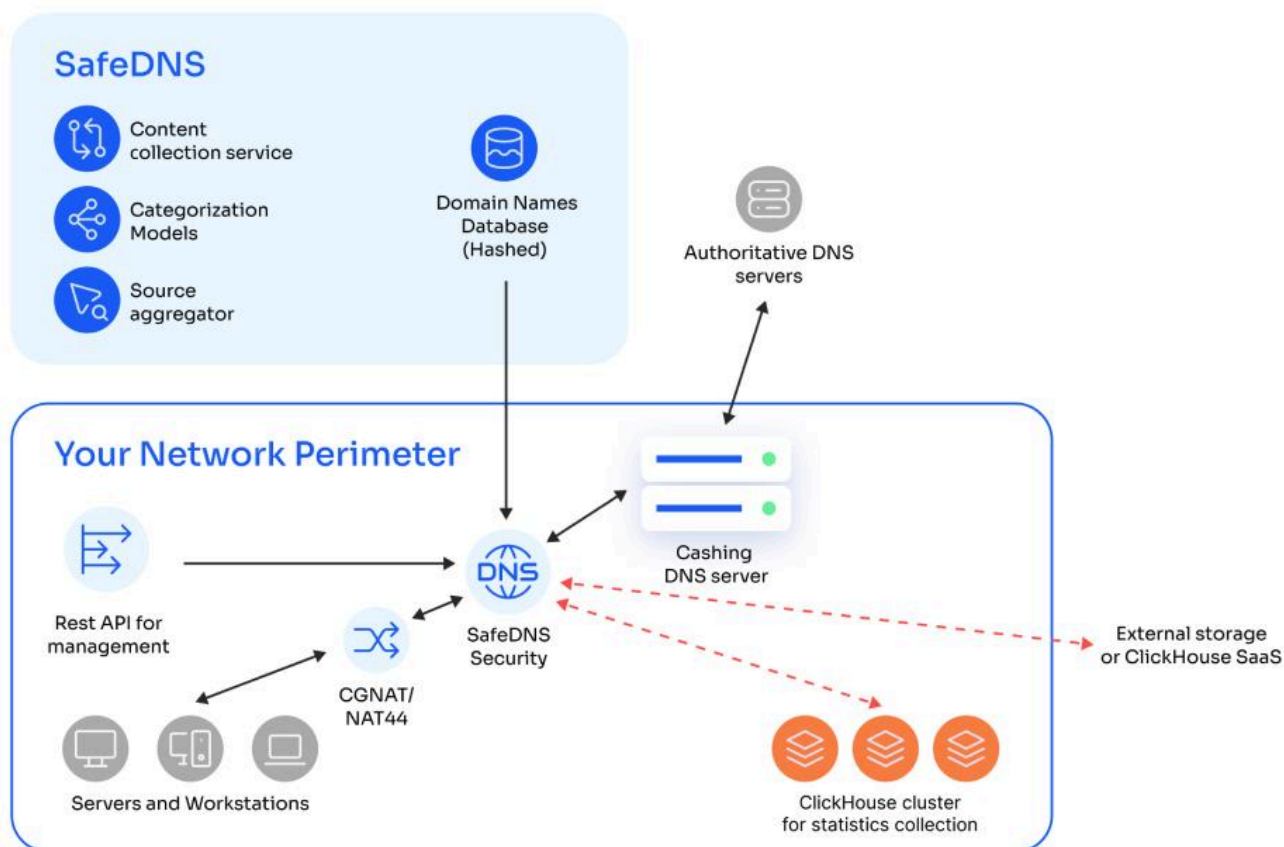 SafeDNS
Content
collection service
Categorization
Models
Source
aggregator
Domain Names
Database
(Hashed)
Authoritative DNS
servers
Your Network Perimeter
Rest API for
management
DNS
SafeDNS
Security
CGNAT/
NAT44
Servers and Workstations
Cashing
DNS server
External storage
or ClickHouse SaaS
ClickHouse cluster
for statistics collection